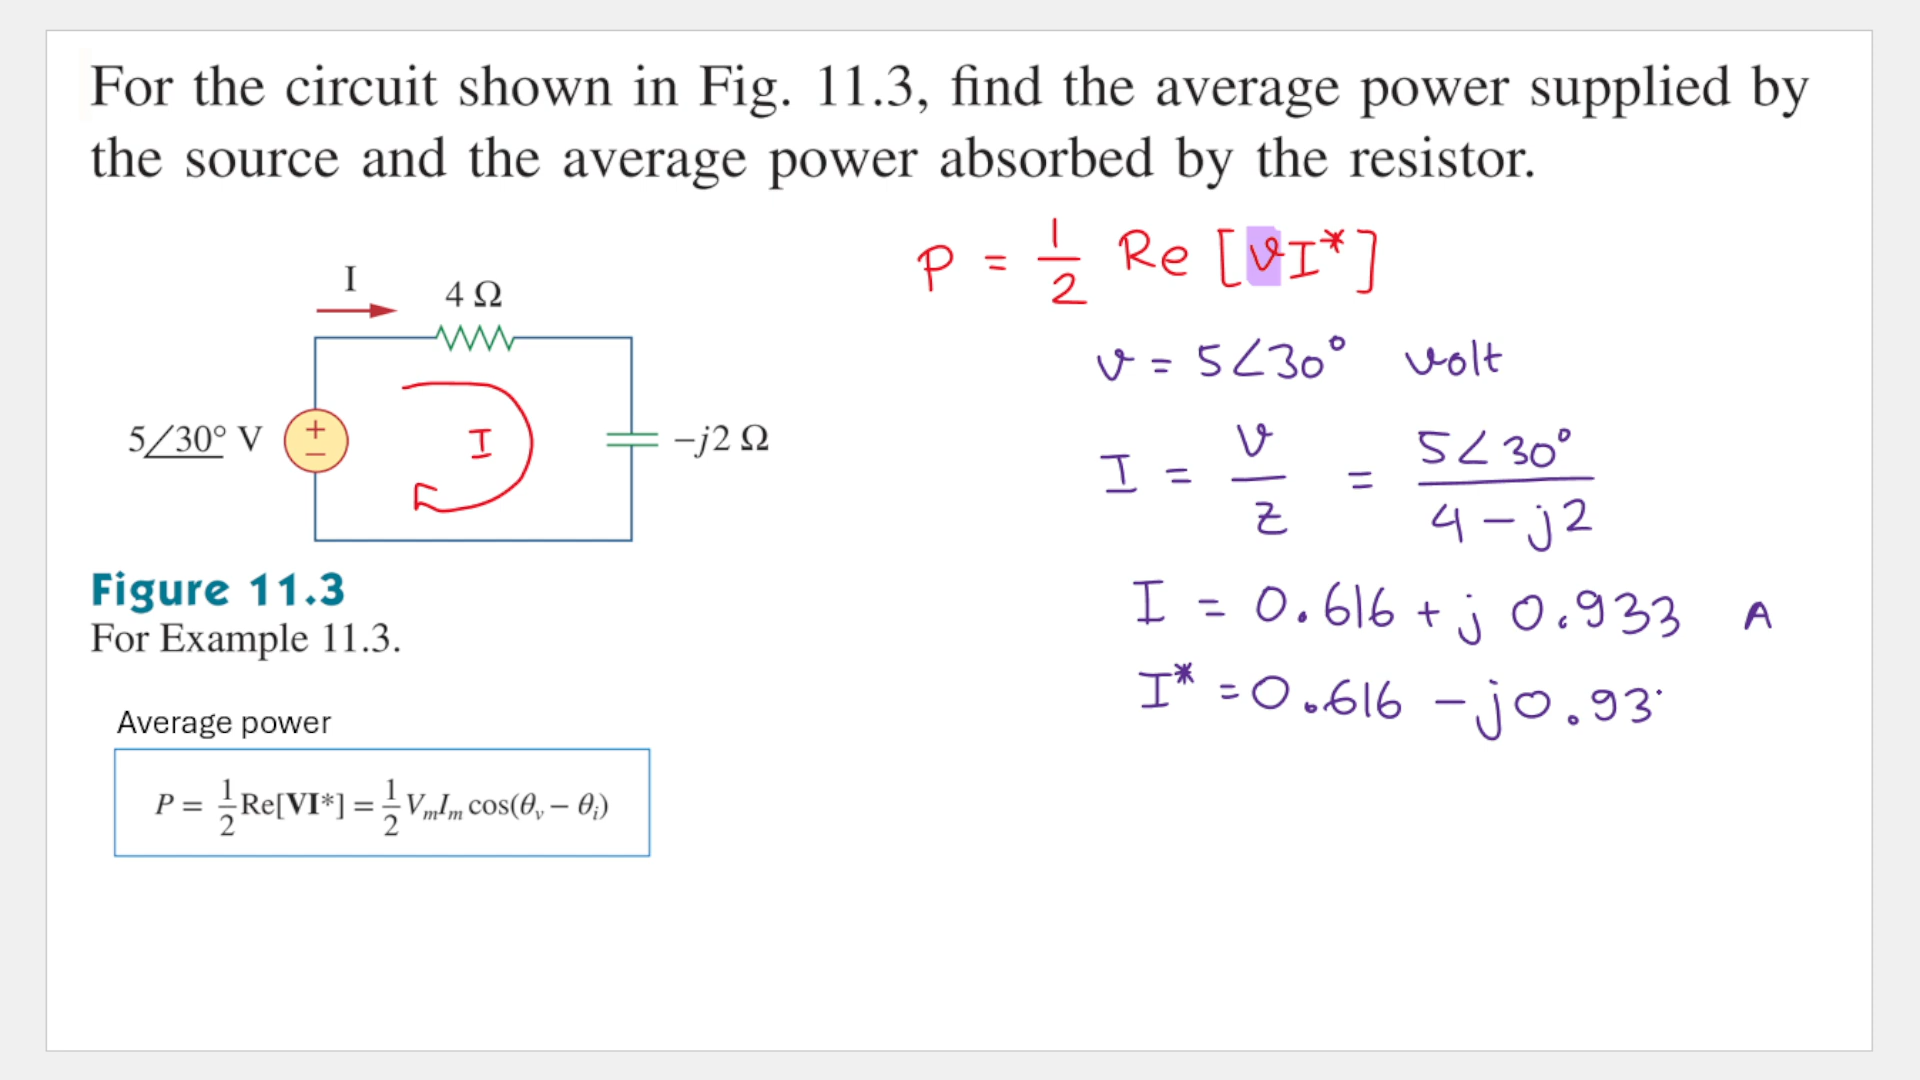 For the circuit shown in Fig. 11.3, find the average power supplied by
the source and the average power absorbed by the resistor.
I
4 Ω
5∠30° V
+
−
I
−j2 Ω
Figure 11.3
For Example 11.3.
Average power
P = 1/2 Re[VI*] = 1/2 VmIm cos(θv − θi)
P = 1/2 Re [VI*]
V = 5∠30° volt
I = V/Z = 5∠30°/4 − j2
I = 0.616 + j 0.933 A
I* = 0.616 − j0.93